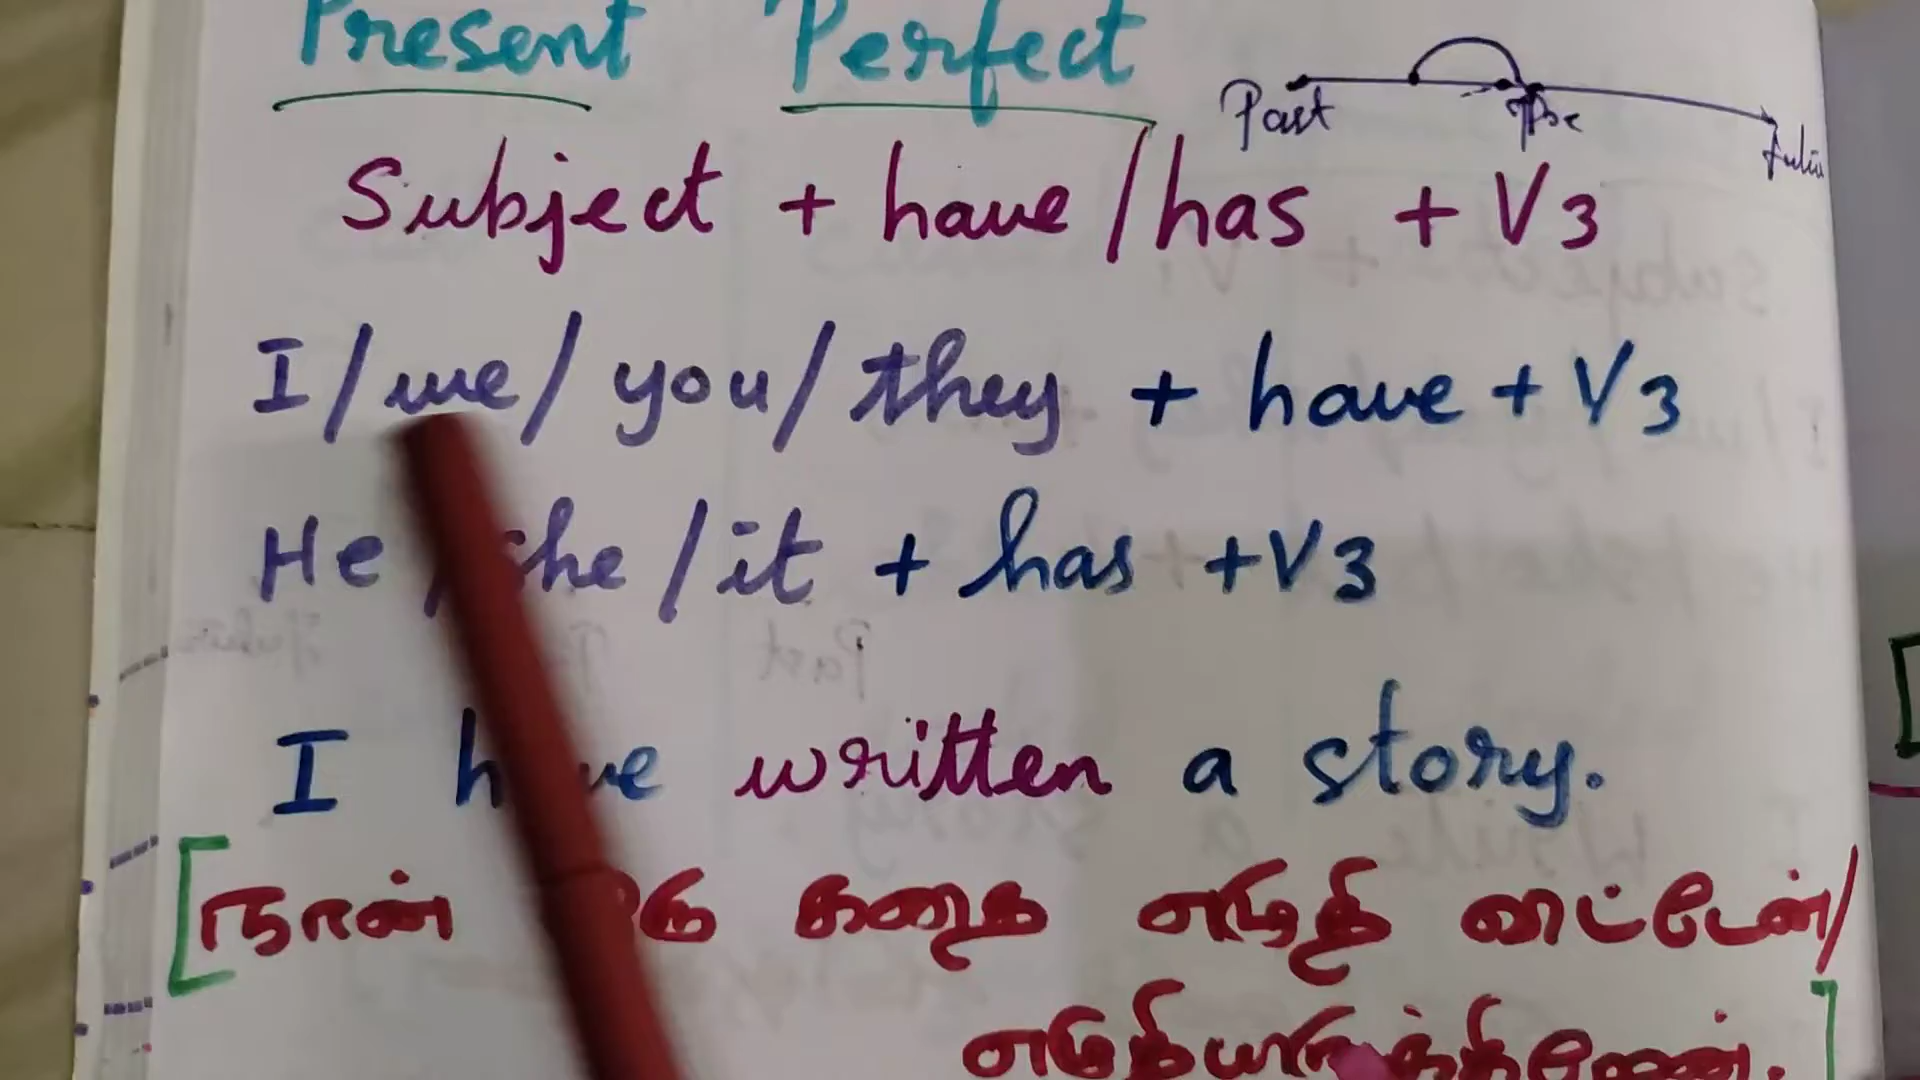 Present Perfect
Past Pre
Subject + have / has + V3
I / we / you / they + have + V3
He / she / it + has + V3
I have written a story.
[நான் ஒரு கதை எழுதி விட்டேன் /
எழுதியிருக்கிறேன்.]